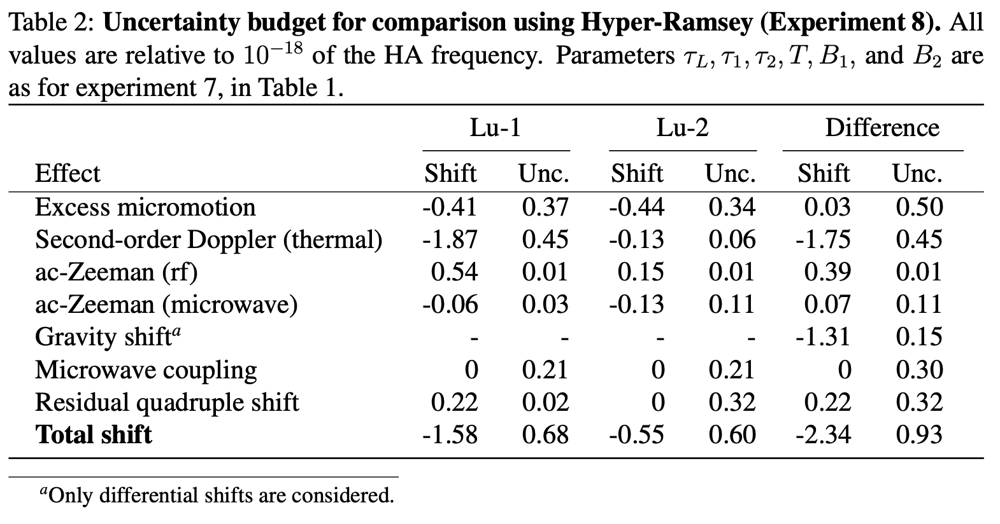 Table 2: Uncertainty budget for comparison using Hyper-Ramsey (Experiment 8). All
values are relative to 10⁻¹⁸ of the HA frequency. Parameters τ_L, τ₁, τ₂, T, B₁, and B₂ are
as for experiment 7, in Table 1.
Lu-1 Lu-2 Difference
Effect Shift Unc. Shift Unc. Shift Unc.
Excess micromotion -0.41 0.37 -0.44 0.34 0.03 0.50
Second-order Doppler (thermal) -1.87 0.45 -0.13 0.06 -1.75 0.45
ac-Zeeman (rf) 0.54 0.01 0.15 0.01 0.39 0.01
ac-Zeeman (microwave) -0.06 0.03 -0.13 0.11 0.07 0.11
Gravity shiftᵃ - - - - -1.31 0.15
Microwave coupling 0 0.21 0 0.21 0 0.30
Residual quadruple shift 0.22 0.02 0 0.32 0.22 0.32
Total shift -1.58 0.68 -0.55 0.60 -2.34 0.93
ᵃOnly differential shifts are considered.